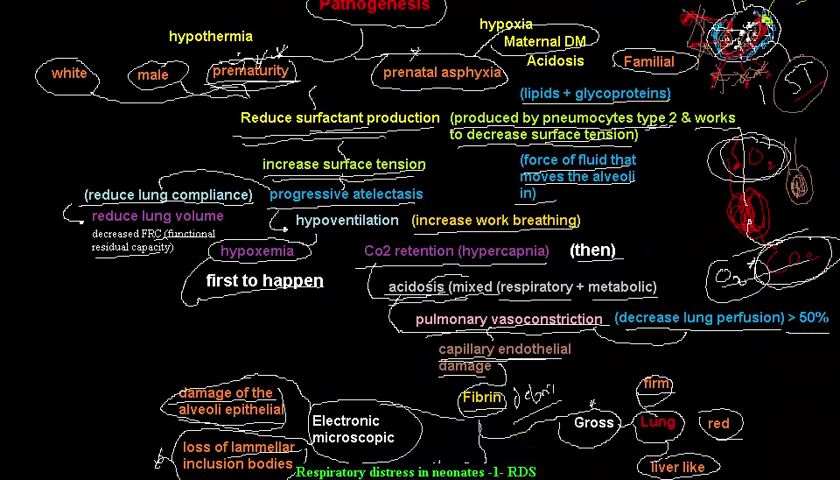 Pathogenesis
hypothermia
hypoxia
Maternal DM
Acidosis
white
male
prematurity
prenatal asphyxia
Familial
(lipids + glycoproteins)
Reduce surfactant production
(produced by pneumocytes type 2 & works
to decrease surface tension)
increase surface tension
(force of fluid that
moves the alveoli
in)
(reduce lung compliance)
progressive atelectasis
reduce lung volume
decreased FRC (functional
residual capacity)
hypoventilation
(increase work breathing)
hypoxemia
Co2 retention (hypercapnia)
(then)
first to happen
acidosis (mixed (respiratory + metabolic)
pulmonary vasoconstriction
(decrease lung perfusion) > 50%
capillary endothelial
damage
Fibrin
damage of the
alveoli epithelial
Electronic
microscopic
loss of lammellar
inclusion bodies
Gross
firm
Lung
red
liver like
ST
O2
CO2
Respiratory distress in neonates -1- RDS